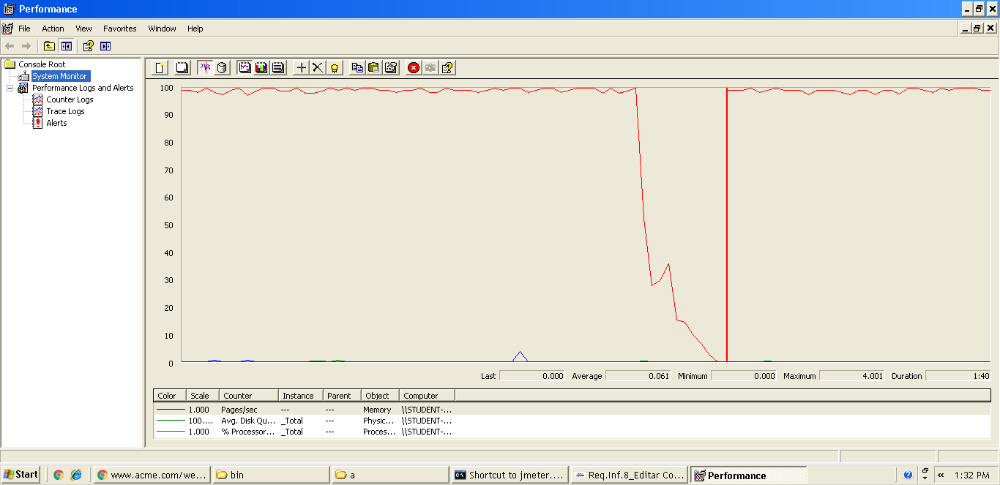 Performance
File Action View Favorites Window Help
Console Root
System Monitor
Performance Logs and Alerts
Counter Logs
Trace Logs
Alerts
100
90
80
70
60
50
40
30
20
10
0
Last 0.000 Average 0.061 Minimum 0.000 Maximum 4.001 Duration 1:40
Color Scale Counter Instance Parent Object Computer
1.000 Pages/sec --- --- Memory \\STUDENT-...
100.... Avg. Disk Qu... _Total --- Physic... \\STUDENT-...
1.000 % Processor... _Total --- Proces... \\STUDENT-...
Start www.acme.com/we... bin a Shortcut to jmeter.... Req.Inf.8_Editar Co... Performance « 1:32 PM